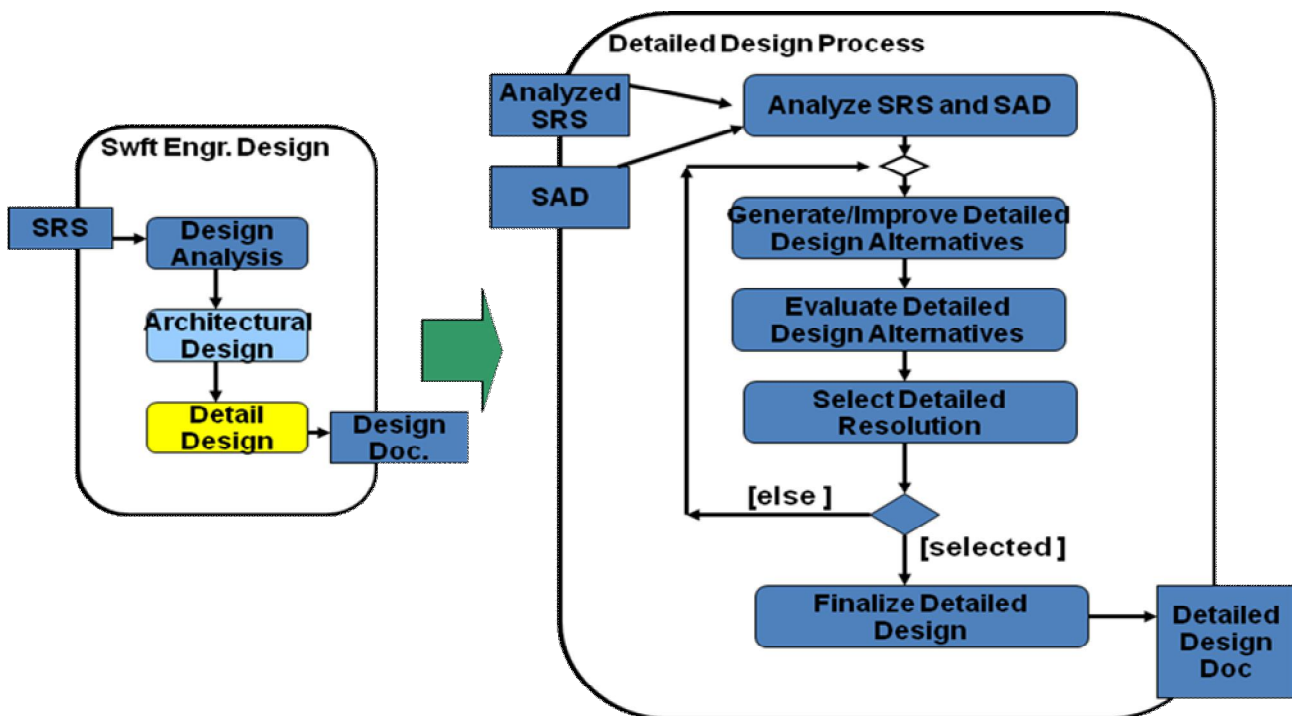 Swft Engr. Design
SRS
Design
Analysis
Architectural
Design
Detail
Design
Design
Doc.
Detailed Design Process
Analyzed
SRS
SAD
Analyze SRS and SAD
Generate/Improve Detailed
Design Alternatives
Evaluate Detailed
Design Alternatives
Select Detailed
Resolution
[else ]
[selected ]
Finalize Detailed
Design
Detailed
Design
Doc